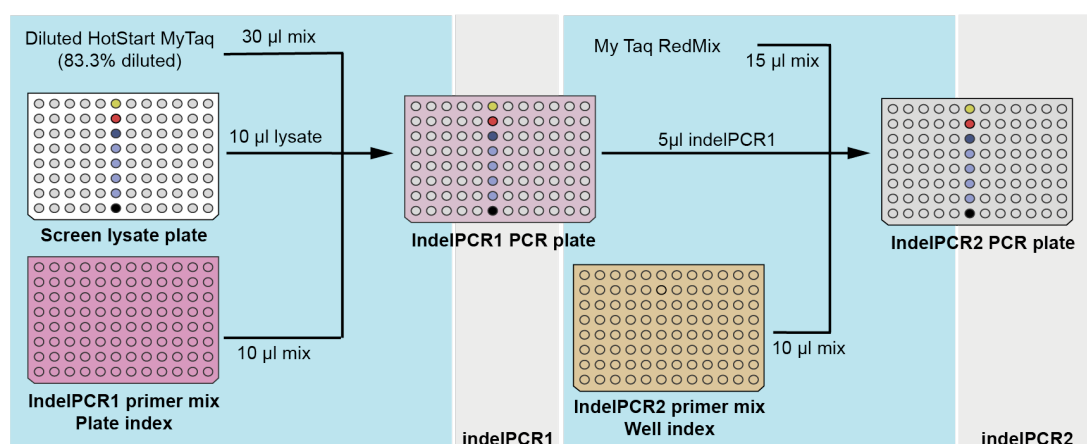 Diluted HotStart MyTaq
(83.3% diluted)
30 µl mix
10 µl lysate
Screen lysate plate
10 µl mix
IndelPCR1 primer mix
Plate index
IndelPCR1 PCR plate
indelPCR1
My Taq RedMix
15 µl mix
5µl indelPCR1
10 µl mix
IndelPCR2 primer mix
Well index
IndelPCR2 PCR plate
indelPCR2